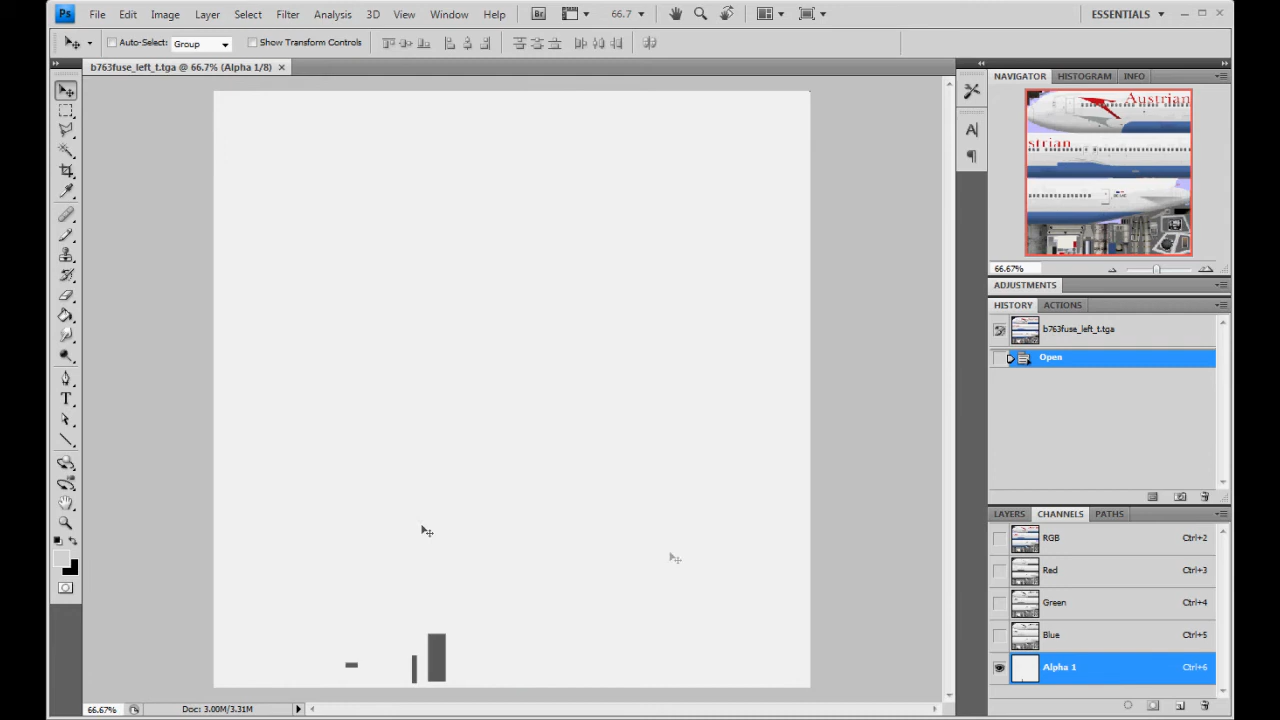 Ps File Edit Image Layer Select Filter Analysis 3D View Window Help Br 66.7 ESSENTIALS
Auto-Select: Group Show Transform Controls
b763fuse_left_t.tga @ 66.7% (Alpha 1/8)
NAVIGATOR HISTOGRAM INFO
Austrian
strian
66.67%
ADJUSTMENTS
HISTORY ACTIONS
b763fuse_left_t.tga
Open
LAYERS CHANNELS PATHS
RGB Ctrl+2
Red Ctrl+3
Green Ctrl+4
Blue Ctrl+5
Alpha 1 Ctrl+6
66.67% Doc: 3.00M/3.31M